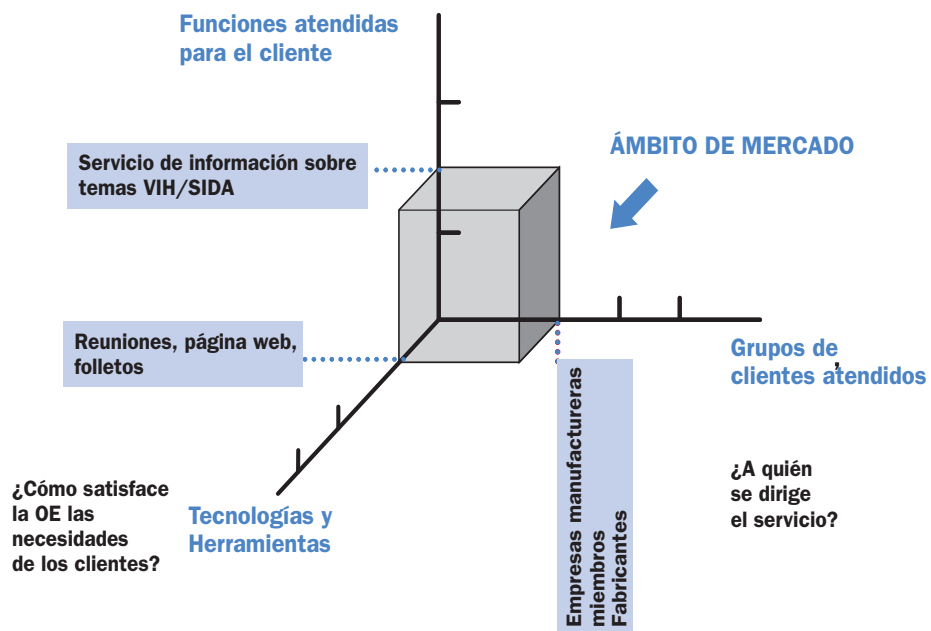 Funciones atendidas
para el cliente
Servicio de información sobre
temas VIH/SIDA
ÁMBITO DE MERCADO
Reuniones, página web,
folletos
Grupos de
clientes atendidos
Empresas manufactureras
miembros
Fabricantes
¿A quién
se dirige
el servicio?
¿Cómo satisface
la OE las
necesidades
de los clientes?
Tecnologías y
Herramientas